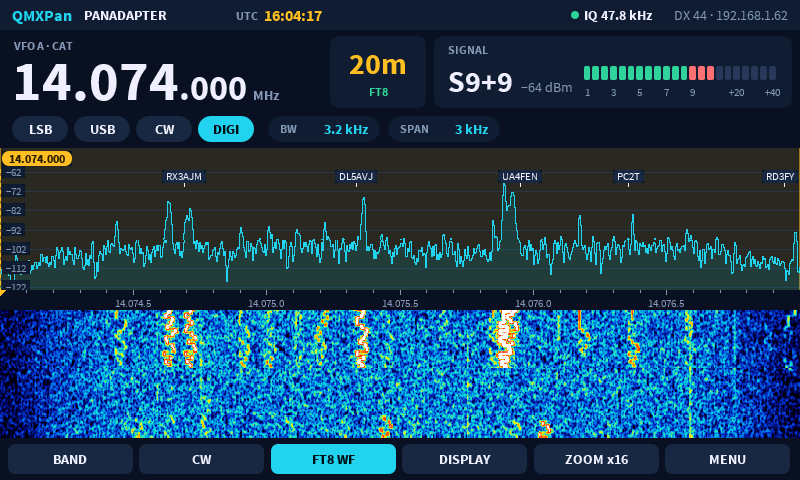 QMXPan PANADAPTER UTC 16:04:17 IQ 47.8 kHz DX 44 · 192.168.1.62
VFO A · CAT
14.074.000 MHz
20m
FT8
SIGNAL
S9+9 −64 dBm
1 3 5 7 9 +20 +40
LSB USB CW DIGI BW 3.2 kHz SPAN 3 kHz
14.074.000
RX3AJM DL5AVJ UA4FEN PC2T RD3FY
−62
−72
−82
−92
−102
−112
−122
14.074.5 14.075.0 14.075.5 14.076.0 14.076.5
BAND CW FT8 WF DISPLAY ZOOM x16 MENU